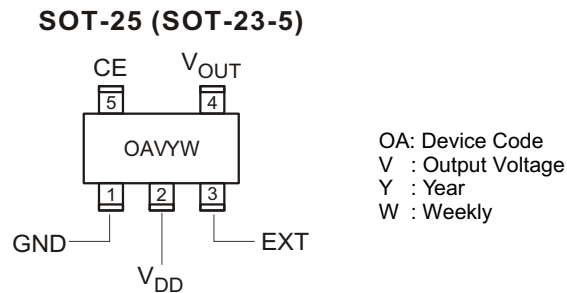 SOT-25 (SOT-23-5)
CE VOUT
5 4
OAVYW
1 2 3
GND EXT
VDD
OA: Device Code
V : Output Voltage
Y : Year
W : Weekly